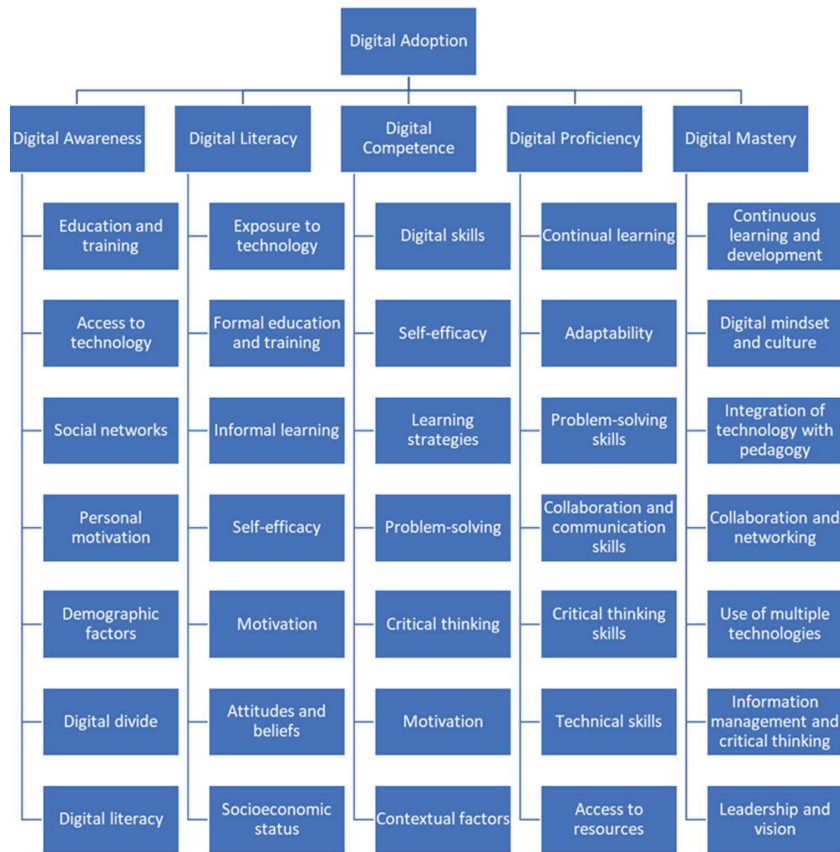 Digital Adoption
Digital Awareness
Digital Literacy
Digital
Competence
Digital Proficiency
Digital Mastery
Education and
training
Exposure to
technology
Digital skills
Continual learning
Continuous
learning and
development
Access to
technology
Formal education
and training
Self-efficacy
Adaptability
Digital mindset
and culture
Social networks
Informal learning
Learning
strategies
Problem-solving
skills
Integration of
technology with
pedagogy
Personal
motivation
Self-efficacy
Problem-solving
Collaboration and
communication
skills
Collaboration and
networking
Demographic
factors
Motivation
Critical thinking
Critical thinking
skills
Use of multiple
technologies
Digital divide
Attitudes and
beliefs
Motivation
Technical skills
Information
management and
critical thinking
Digital literacy
Socioeconomic
status
Contextual factors
Access to
resources
Leadership and
vision